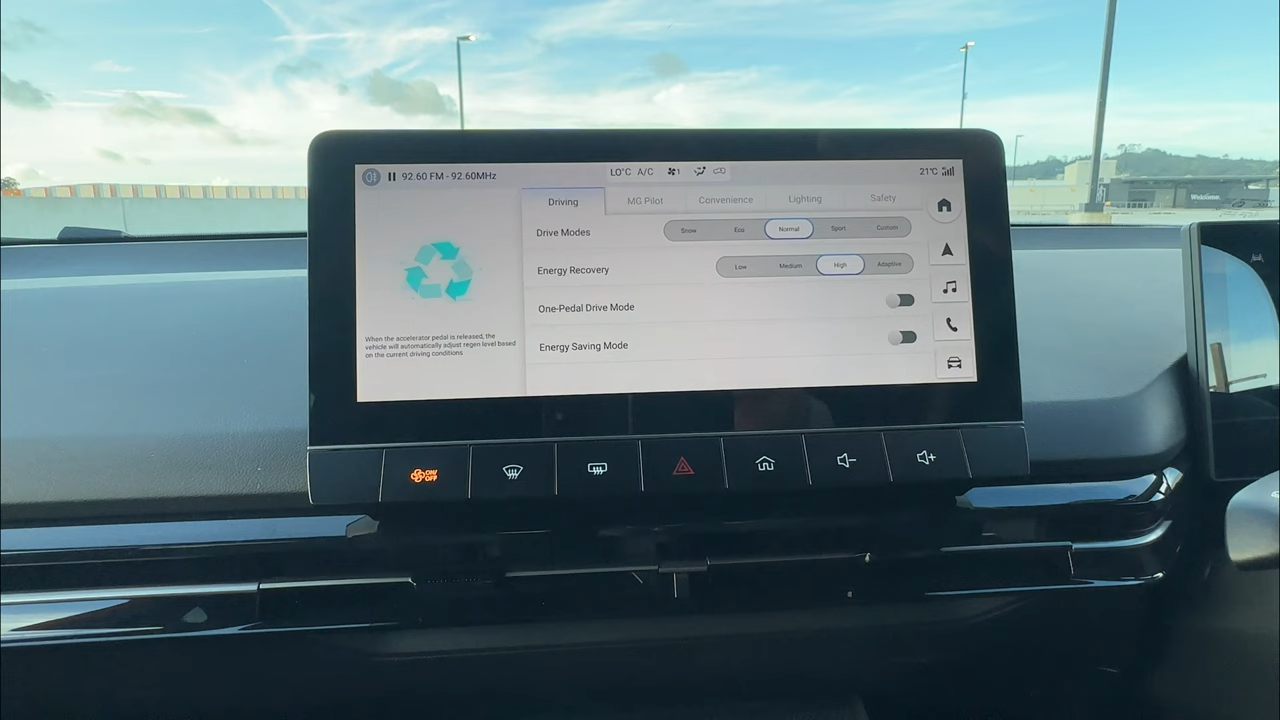 92.60 FM - 92.60MHz
LO°C A/C 1
21°C
Driving MG Pilot Convenience Lighting Safety
Drive Modes Snow Eco Normal Sport Custom
Energy Recovery Low Medium High Adaptive
One-Pedal Drive Mode
Energy Saving Mode
When the accelerator pedal is released, the
vehicle will automatically adjust regen level based
on the current driving conditions
ON/
OFF
Welcome.